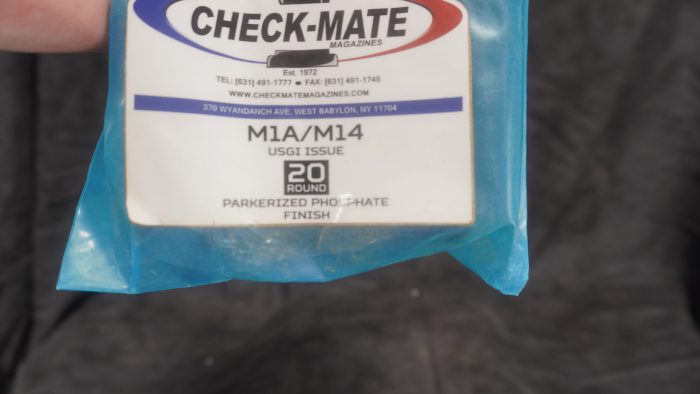 CHECK-MATE
MAGAZINES
Est. 1972
TEL: [631] 491-1777 ● FAX: [631] 491-1745
WWW.CHECKMATEMAGAZINES.COM
370 WYANDANCH AVE. WEST BABYLON, NY 11704
M1A/M14
USGI ISSUE
20
ROUND
PARKERIZED PHOSPHATE
FINISH